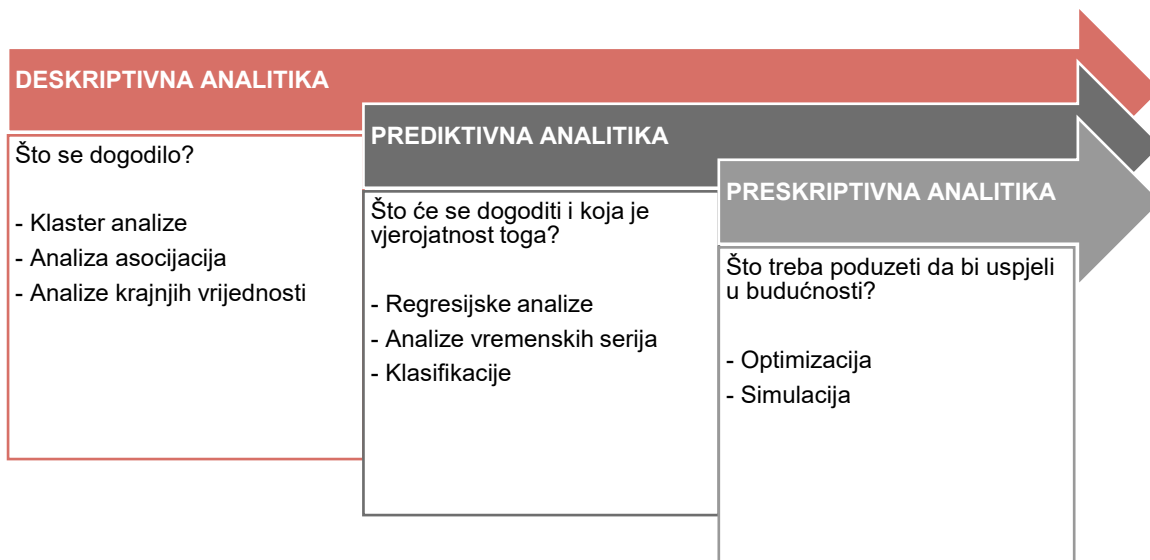 DESKRIPTIVNA ANALITIKA
Što se dogodilo?
- Klaster analize
- Analiza asocijacija
- Analize krajnjih vrijednosti
PREDIKTIVNA ANALITIKA
Što će se dogoditi i koja je
vjerojatnost toga?
- Regresijske analize
- Analize vremenskih serija
- Klasifikacije
PRESKRIPTIVNA ANALITIKA
Što treba poduzeti da bi uspjeli
u budućnosti?
- Optimizacija
- Simulacija